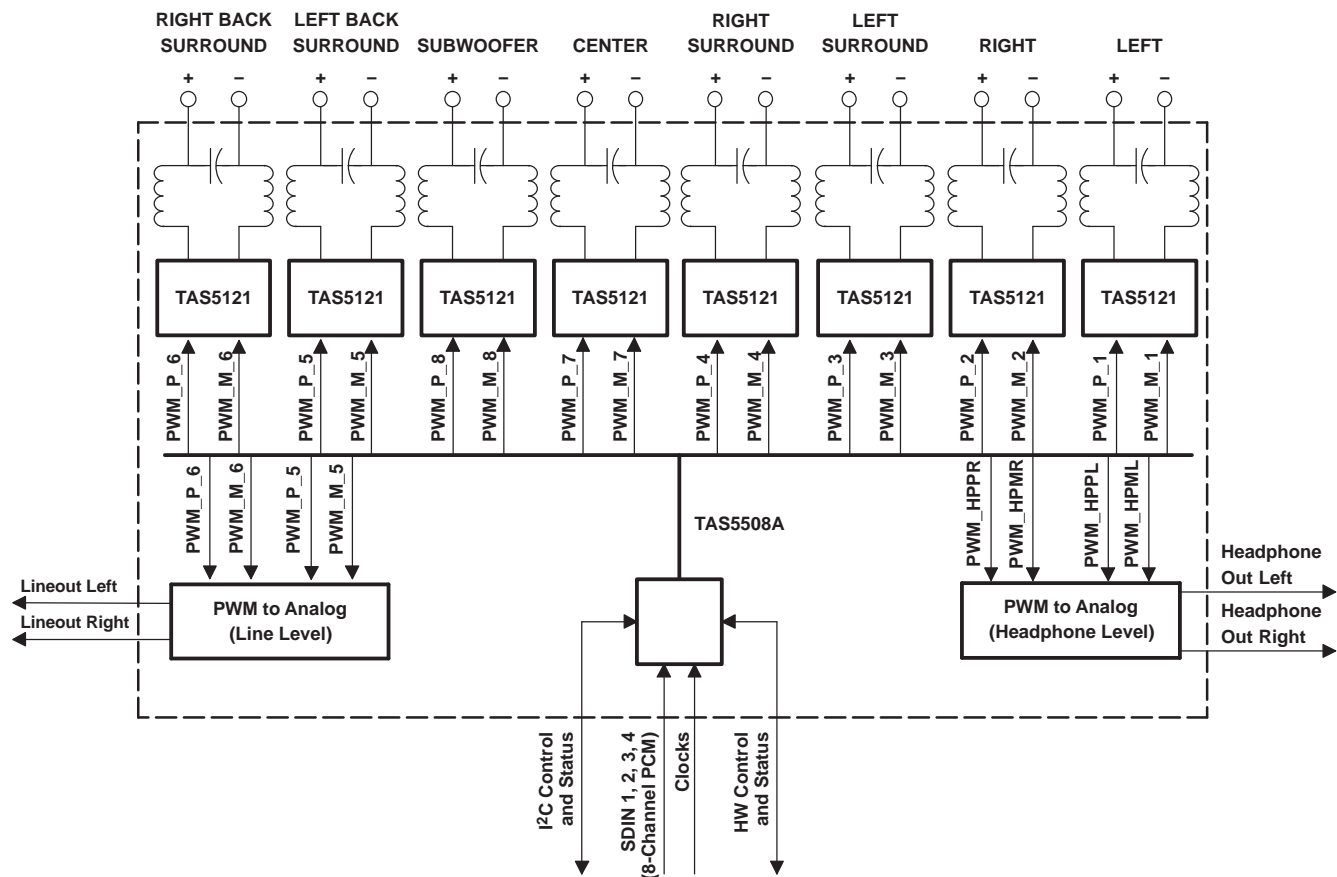 RIGHT BACK
SURROUND
LEFT BACK
SURROUND
SUBWOOFER
CENTER
RIGHT
SURROUND
LEFT
SURROUND
RIGHT
LEFT
+ − + − + − + − + − + − + − + −
TAS5121 TAS5121 TAS5121 TAS5121 TAS5121 TAS5121 TAS5121 TAS5121
PWM_P_6
PWM_M_6
PWM_P_5
PWM_M_5
PWM_P_8
PWM_M_8
PWM_P_7
PWM_M_7
PWM_P_4
PWM_M_4
PWM_P_3
PWM_M_3
PWM_P_2
PWM_M_2
PWM_P_1
PWM_M_1
PWM_P_6
PWM_M_6
PWM_P_5
PWM_M_5
TAS5508A
PWM_HPPR
PWM_HPMR
PWM_HPPL
PWM_HPML
Lineout Left
Lineout Right
PWM to Analog
(Line Level)
PWM to Analog
(Headphone Level)
Headphone
Out Left
Headphone
Out Right
I²C Control
and Status
SDIN 1, 2, 3, 4
(8-Channel PCM)
Clocks
HW Control
and Status